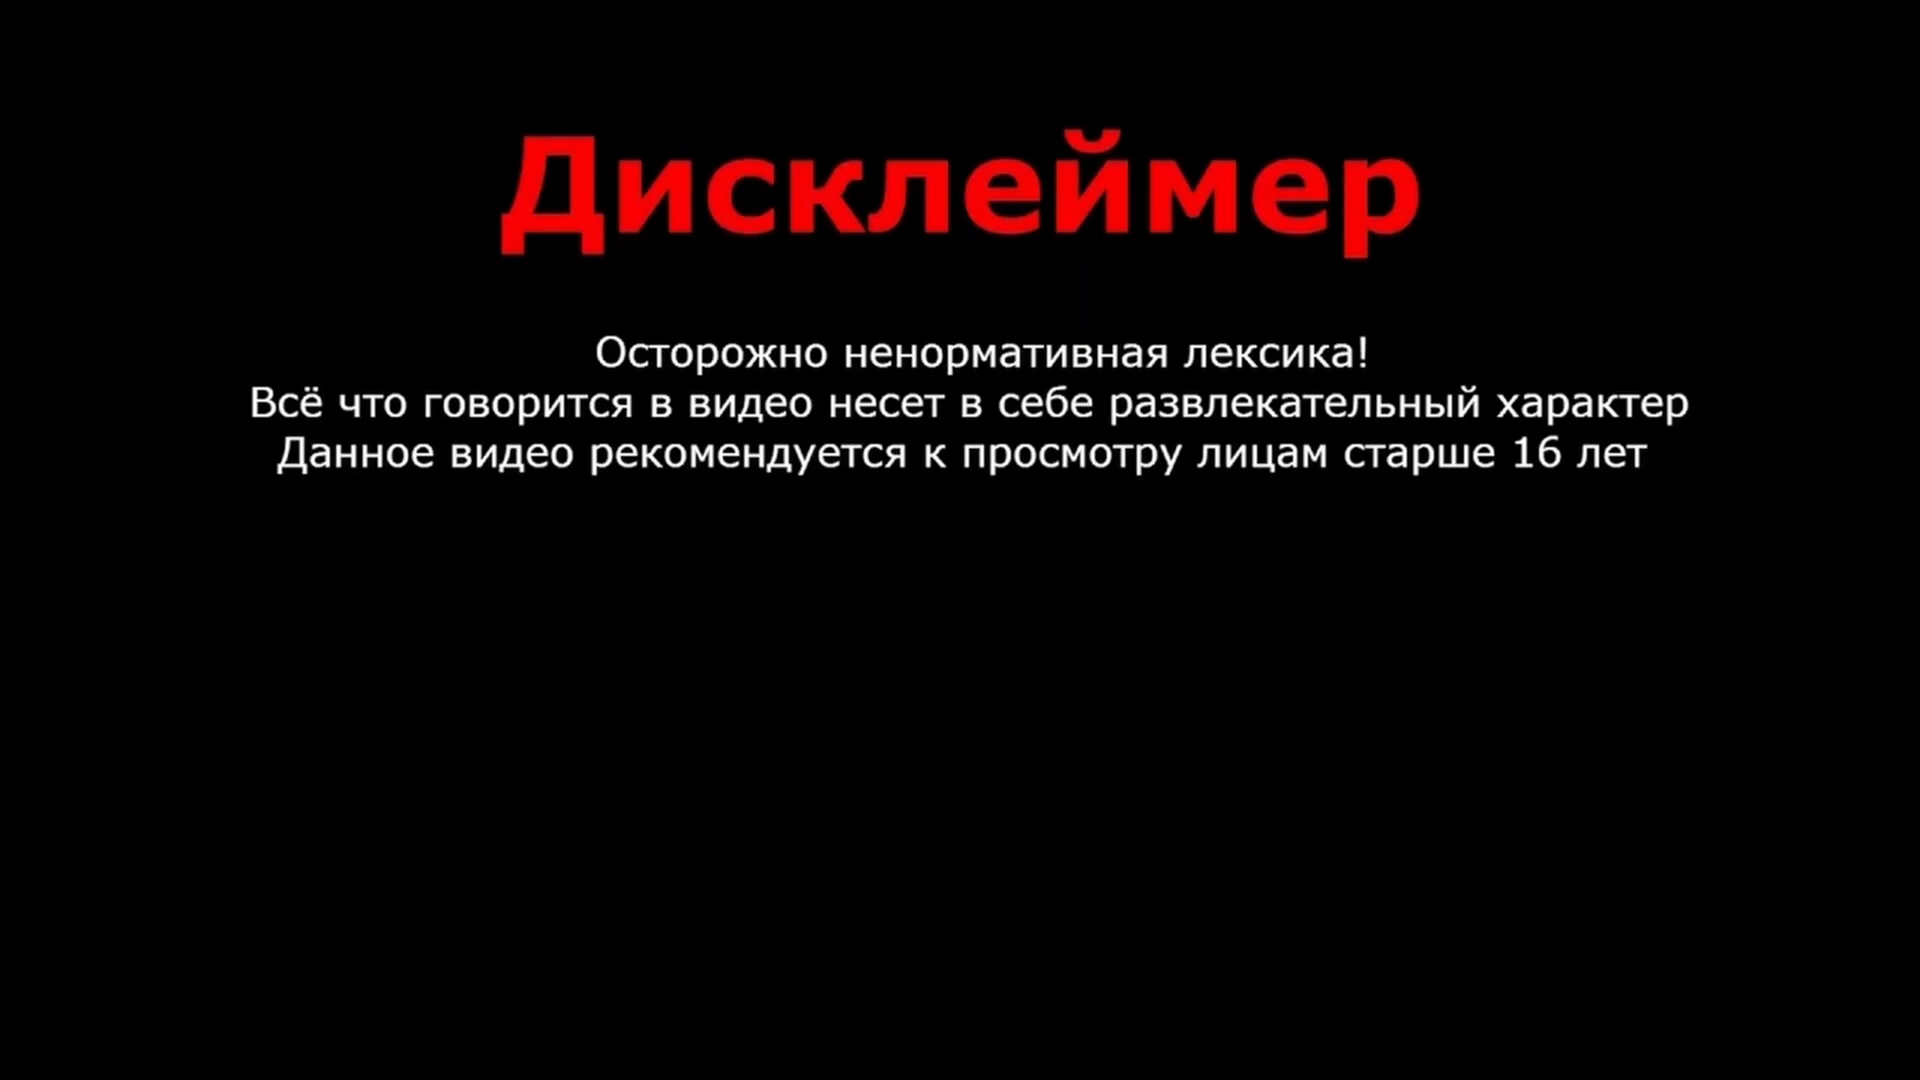 Дисклеймер
Осторожно ненормативная лексика!
Всё что говорится в видео несет в себе развлекательный характер
Данное видео рекомендуется к просмотру лицам старше 16 лет